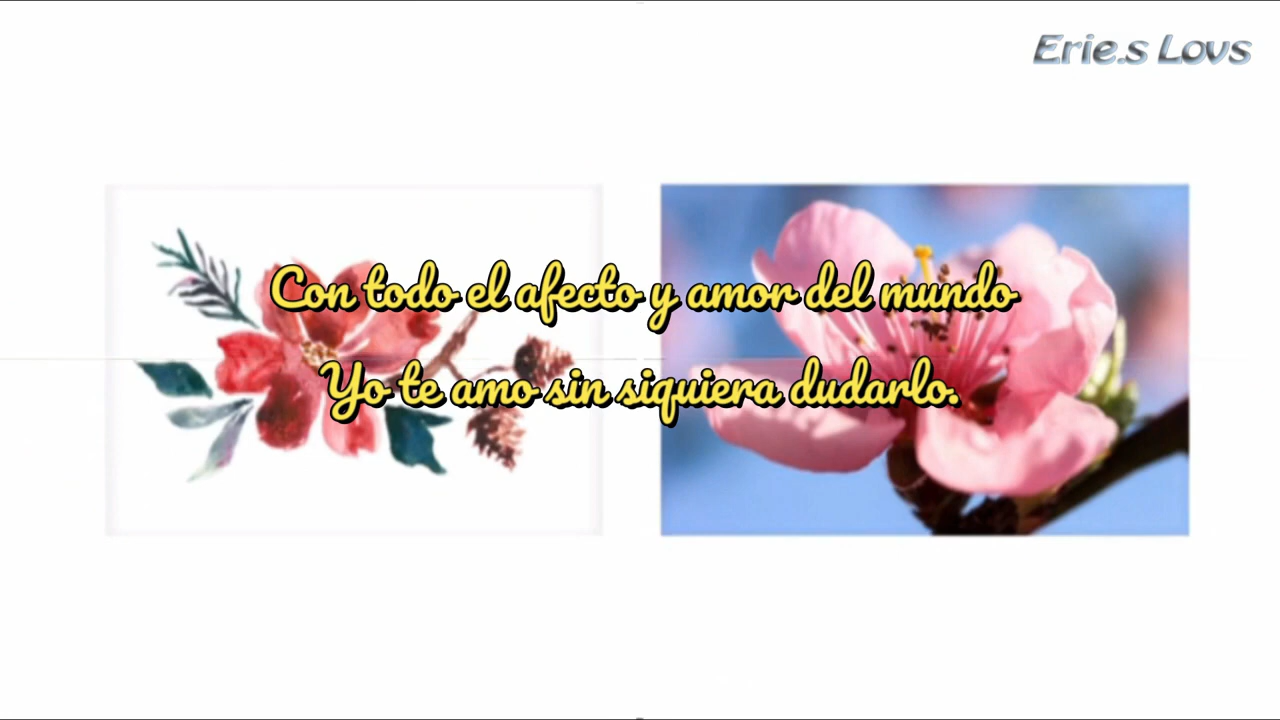 Erie.s Lovs
Con todo el afecto y amor del mundo
Yo te amo sin siquiera dudarlo.